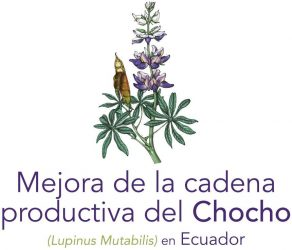 Mejora de la cadena
productiva del Chocho
(Lupinus Mutabilis) en Ecuador